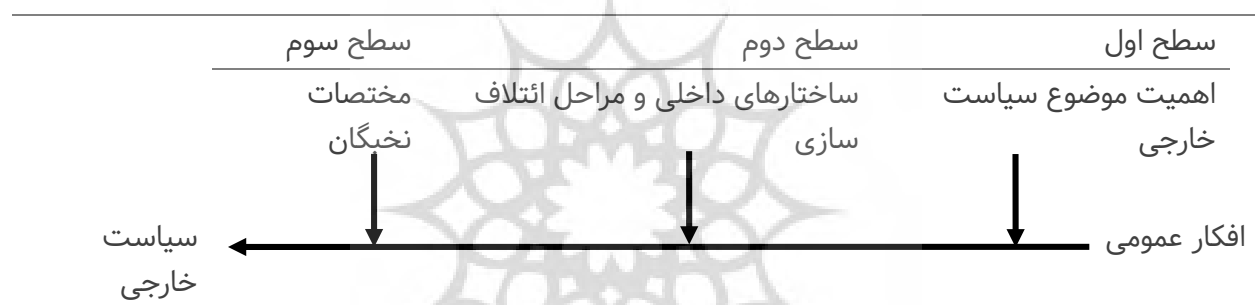 سطح اول سطح دوم سطح سوم
اهمیت موضوع سیاست ساختارهای داخلی و مراحل ائتلاف مختصات
خارجی سازی نخبگان
افکار عمومی سیاست
خارجی